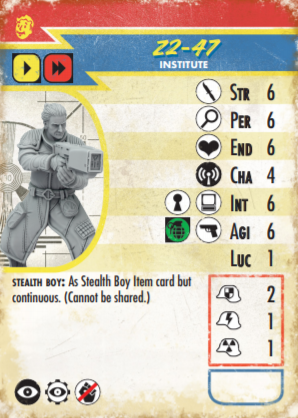 Z2-47
INSTITUTE
STR 6
PER 6
END 6
CHA 4
INT 6
AGI 6
LUC 1
STEALTH BOY: As Stealth Boy Item card but
continuous. (Cannot be shared.)
2
1
1